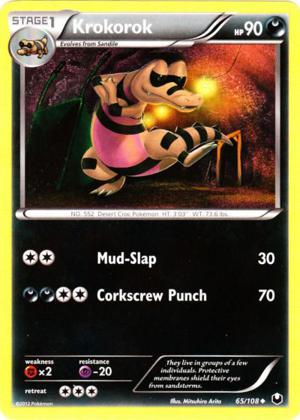 STAGE1
Krokorok
HP 90
Evolves from Sandile
NO. 552 Desert Croc Pokémon HT. 3'03" WT. 73.6 lbs.
Mud-Slap 30
Corkscrew Punch 70
weakness resistance
×2 -20
retreat
They live in groups of a few
individuals. Protective
membranes shield their eyes
from sandstorms.
Illus. Mitsuhiro Arita
65/108
©2012 Pokémon